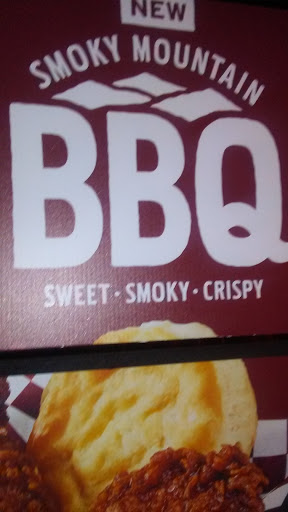 NEW
SMOKY MOUNTAIN
BBQ
SWEET · SMOKY · CRISPY